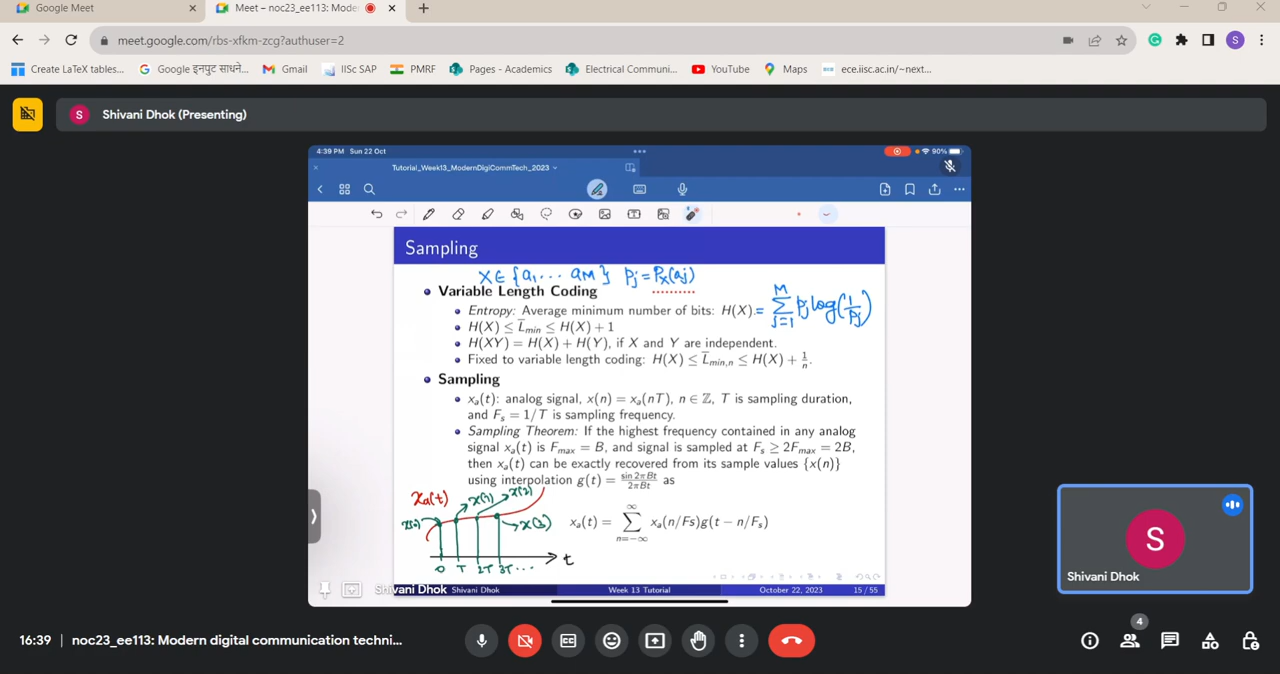 Google Meet
Meet – noc23_ee113: Moder
meet.google.com/rbs-xfkm-zcg?authuser=2
S
Create LaTeX tables... Google इनपुट साधने... Gmail IISc SAP PMRF Pages - Academics Electrical Communi... YouTube Maps ece.iisc.ac.in/~next...
S Shivani Dhok (Presenting)
4:39 PM Sun 22 Oct 90%
Tutorial_Week13_ModernDigiCommTech_2023
Sampling
X ∈ {a1 ... aM} Pj = Px(aj)
Variable Length Coding
Entropy: Average minimum number of bits: H(X). = Σ_{j=1}^{M} Pj log(1/Pj)
H(X) ≤ L̅min ≤ H(X) + 1
H(XY) = H(X) + H(Y), if X and Y are independent.
Fixed to variable length coding: H(X) ≤ L̅min,n ≤ H(X) + 1/n.
Sampling
xa(t): analog signal, x(n) = xa(nT), n ∈ ℤ, T is sampling duration,
and Fs = 1/T is sampling frequency.
Sampling Theorem: If the highest frequency contained in any analog
signal xa(t) is Fmax = B, and signal is sampled at Fs ≥ 2Fmax = 2B,
then xa(t) can be exactly recovered from its sample values {x(n)}
using interpolation g(t) = sin 2πBt / 2πBt as
xa(t) x(1) x(2)
x(0) x(3)
xa(t) = Σ_{n=−∞}^{∞} xa(n/Fs)g(t − n/Fs)
0 T 2T 3T ... t
Shivani Dhok Shivani Dhok Week 13 Tutorial October 22, 2023 15 / 55
S
Shivani Dhok
16:39 | noc23_ee113: Modern digital communication techni...
4